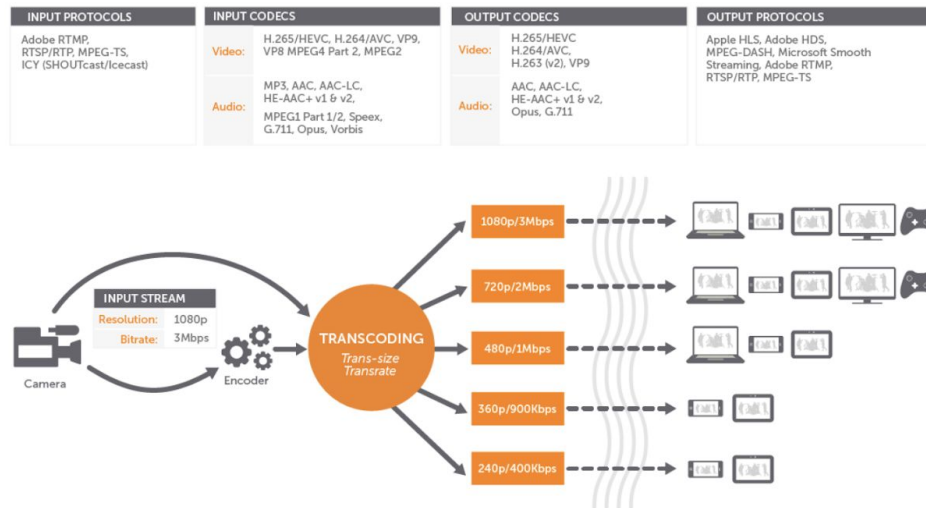 INPUT PROTOCOLS
Adobe RTMP,
RTSP/RTP, MPEG-TS,
ICY (SHOUTcast/Icecast)
INPUT CODECS
Video:
H.265/HEVC, H.264/AVC, VP9,
VP8 MPEG4 Part 2, MPEG2
Audio:
MP3, AAC, AAC-LC,
HE-AAC+ v1 & v2,
MPEG1 Part 1/2, Speex,
G.711, Opus, Vorbis
OUTPUT CODECS
Video:
H.265/HEVC
H.264/AVC,
H.263 (v2), VP9
Audio:
AAC, AAC-LC,
HE-AAC+ v1 & v2,
Opus, G.711
OUTPUT PROTOCOLS
Apple HLS, Adobe HDS,
MPEG-DASH, Microsoft Smooth
Streaming, Adobe RTMP,
RTSP/RTP, MPEG-TS
INPUT STREAM
Resolution: 1080p
Bitrate: 3Mbps
Camera
Encoder
TRANSCODING
Trans-size
Transrate
1080p/3Mbps
720p/2Mbps
480p/1Mbps
360p/900Kbps
240p/400Kbps